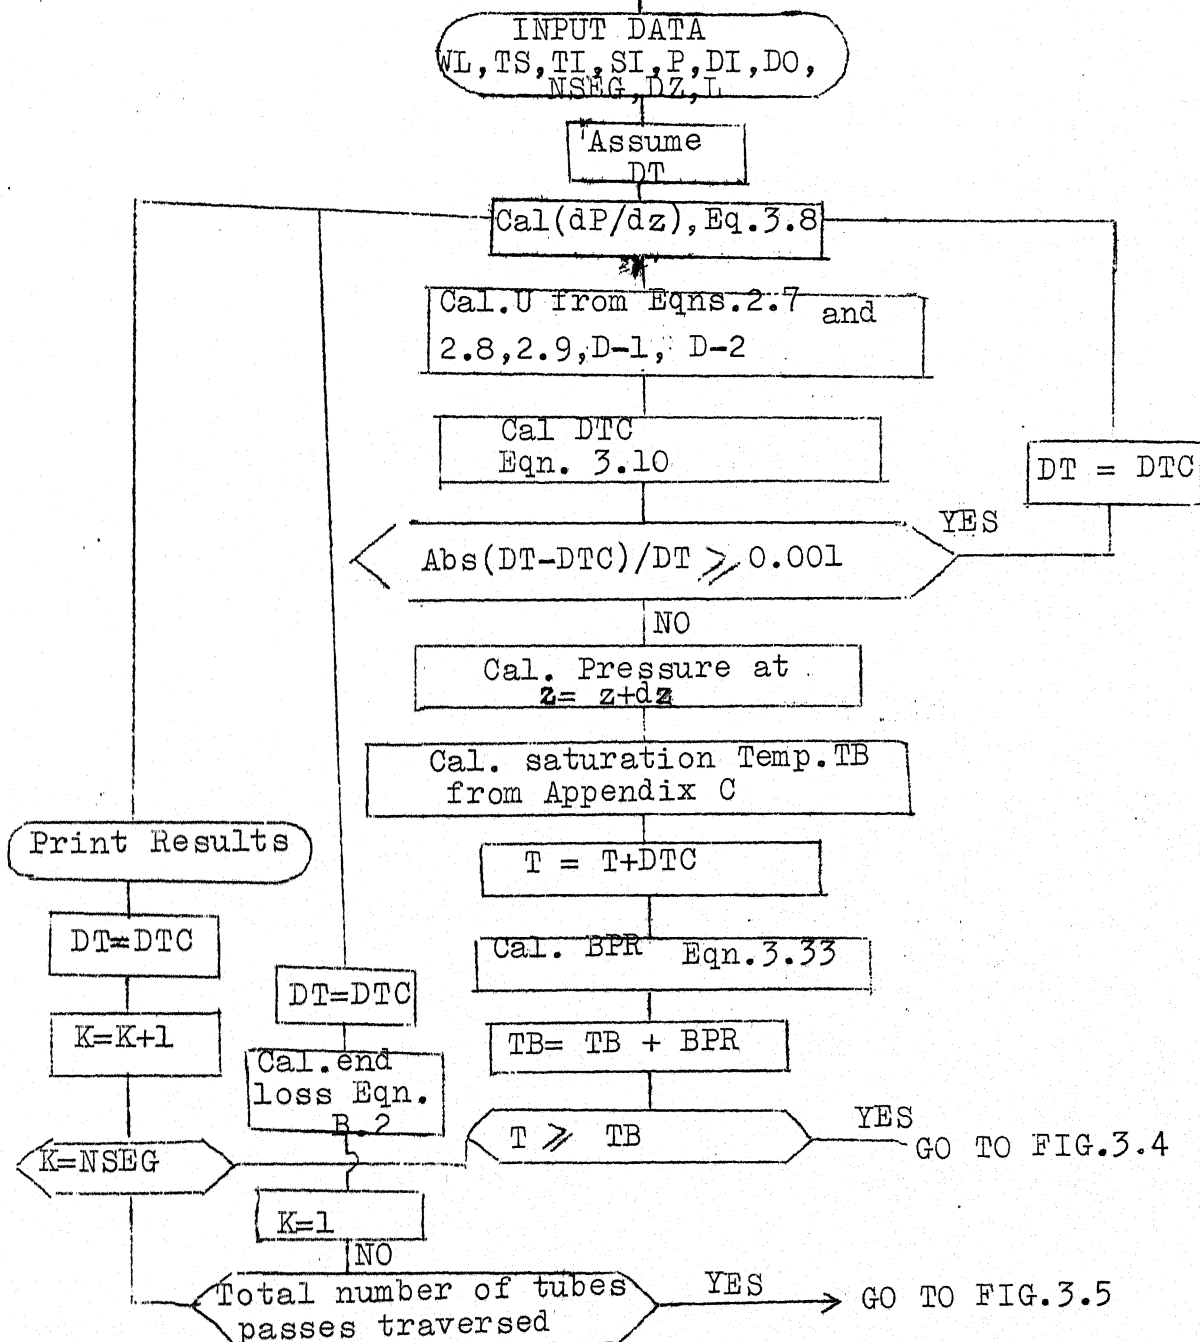 INPUT DATA
WL,TS,TI,SI,P,DI,DO,
NSEG,DZ,L
Assume
DT
Cal(dP/dz),Eq.3.8
Cal.U from Eqns.2.7 and
2.8,2.9,D-1, D-2
Cal DTC
Eqn. 3.10
DT = DTC
YES
Abs(DT-DTC)/DT ⩾ 0.001
NO
Cal. Pressure at
z= z+dz
Cal. saturation Temp.TB
from Appendix C
T = T+DTC
Cal. BPR Eqn.3.33
TB= TB + BPR
T ⩾ TB
YES
GO TO FIG.3.4
Print Results
DT=DTC
K=K+1
K=NSEG
DT=DTC
Cal.end
loss Eqn.
B.2
K=1
NO
Total number of tubes
passes traversed
YES
GO TO FIG.3.5